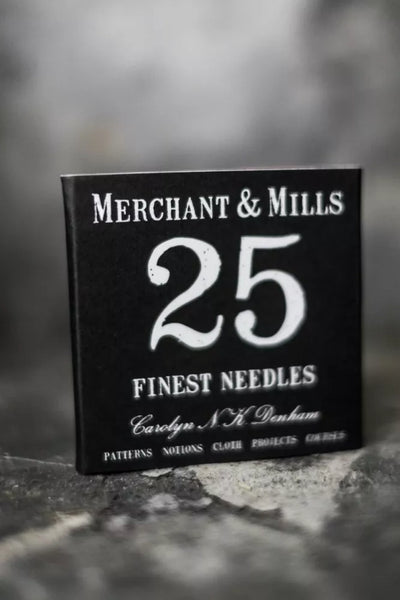 MERCHANT & MILLS
25
FINEST NEEDLES
Carolyn N.K. Denham
PATTERNS NOTIONS CLOTH PROJECTS COURSES